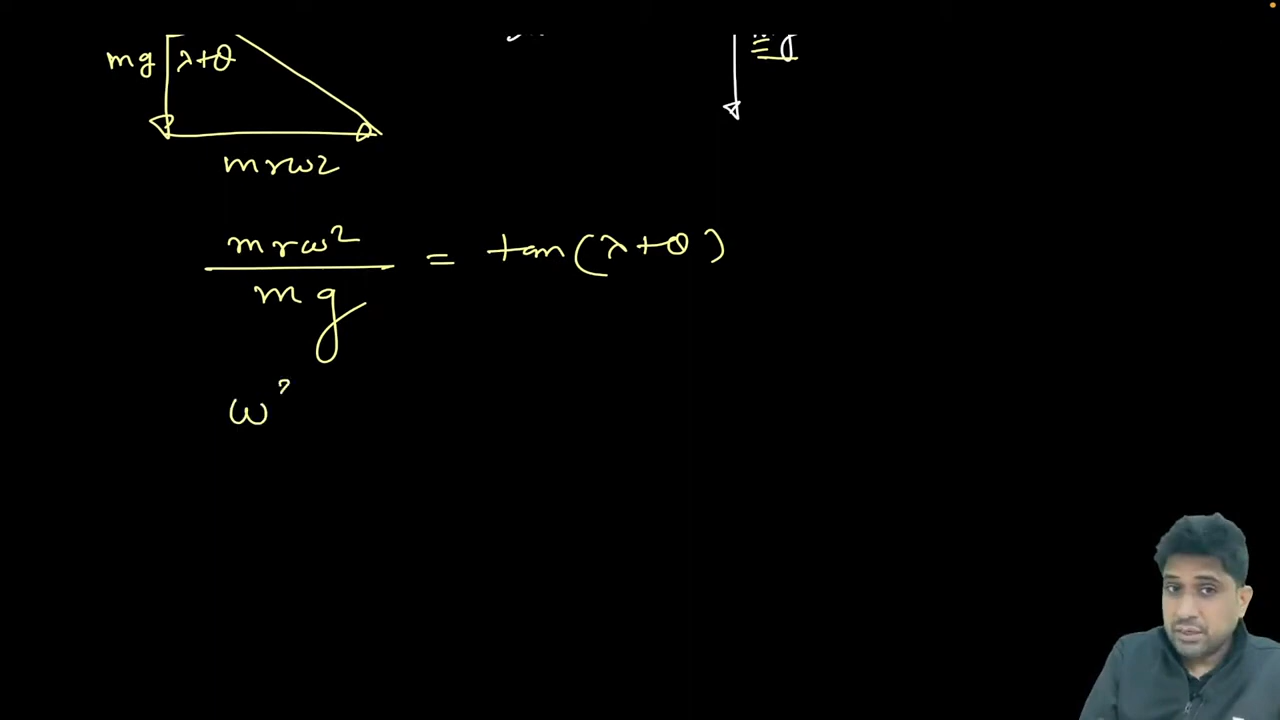 mg λ+θ
mrω2
mrω² = tan(λ+θ)
mg
ω²